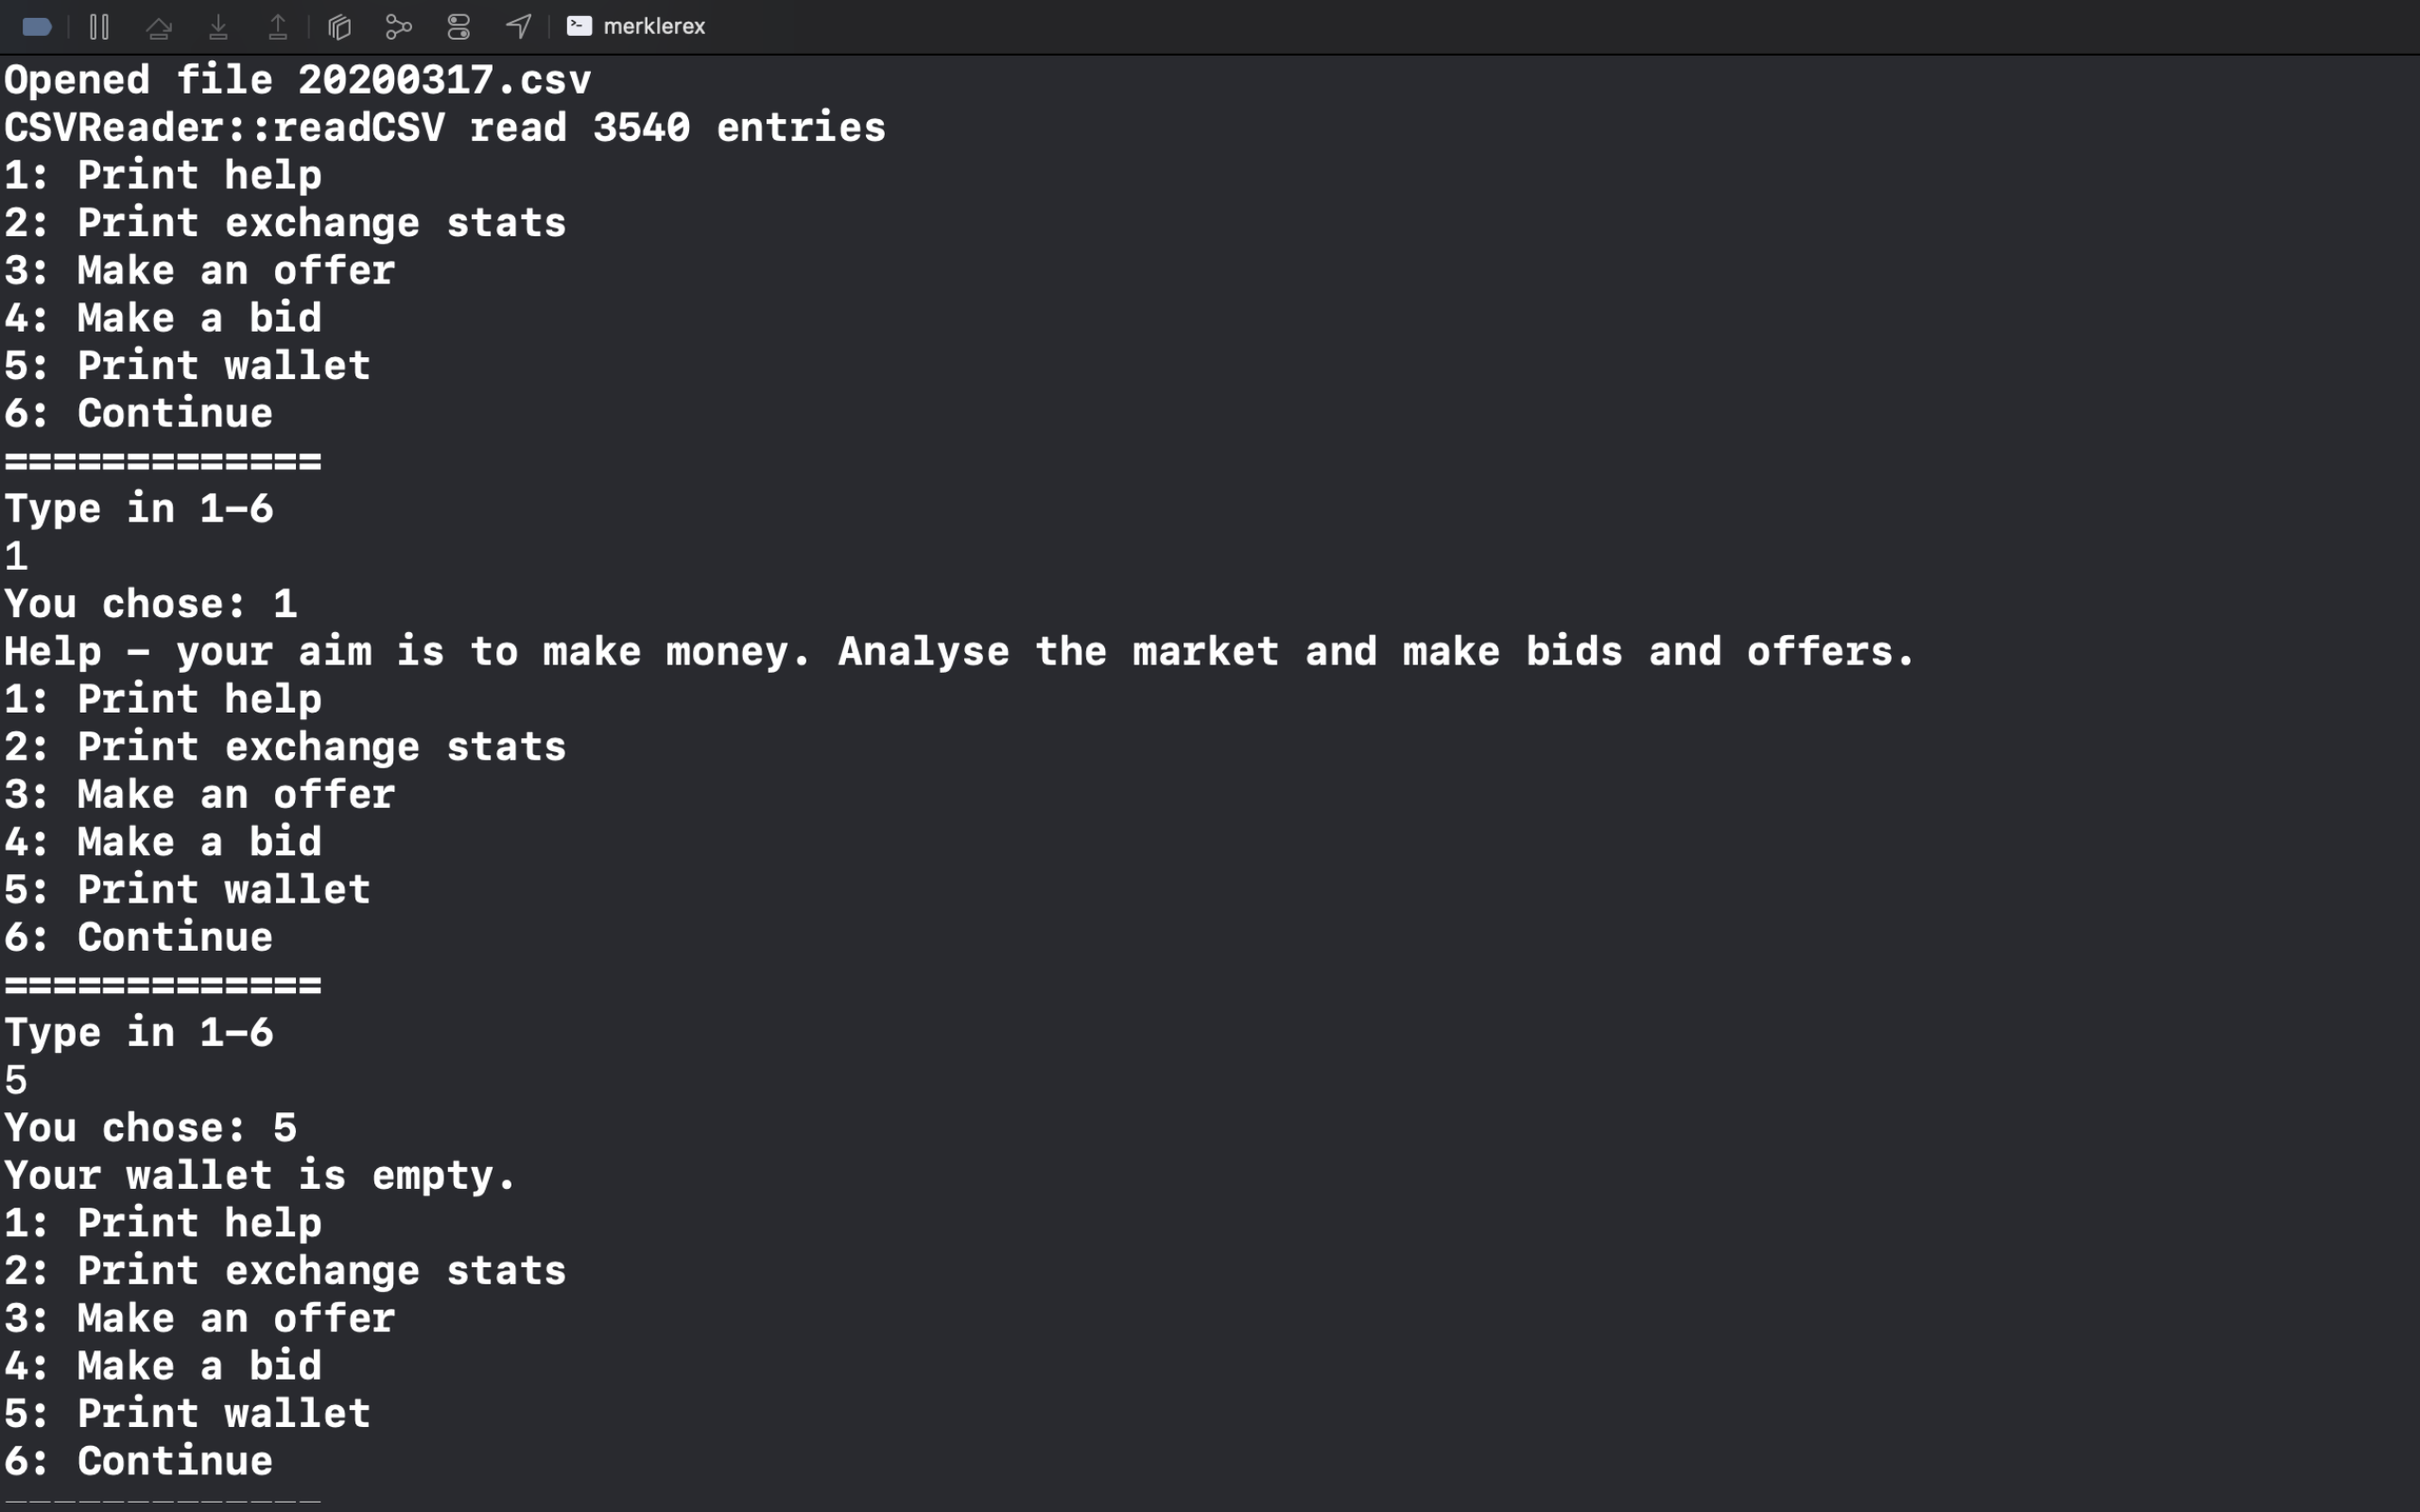 merklerex
Opened file 20200317.csv
CSVReader::readCSV read 3540 entries
1: Print help
2: Print exchange stats
3: Make an offer
4: Make a bid
5: Print wallet
6: Continue
=============
Type in 1-6
1
You chose: 1
Help - your aim is to make money. Analyse the market and make bids and offers.
1: Print help
2: Print exchange stats
3: Make an offer
4: Make a bid
5: Print wallet
6: Continue
=============
Type in 1-6
5
You chose: 5
Your wallet is empty.
1: Print help
2: Print exchange stats
3: Make an offer
4: Make a bid
5: Print wallet
6: Continue